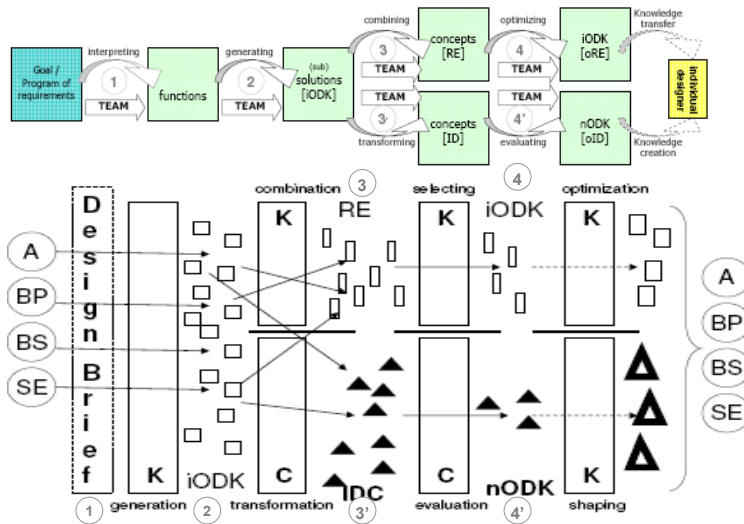 combining
optimizing
Knowledge
transfer
interpreting
generating
3
4
concepts
[RE]
iODK
[oRE]
Goal /
Program of
requirements
1
2
TEAM
TEAM
functions
(sub)
solutions
[iODK]
TEAM
TEAM
individual
designer
TEAM
TEAM
TEAM
TEAM
3'
4'
concepts
[ID]
nODK
[oID]
transforming
evaluating
Knowledge
creation
combination
3
selecting
4
optimization
Design Brief
K
RE
K
iODK
K
A
BP
BS
SE
A
BP
BS
SE
K
iODK
C
IDC
C
nODK
K
1
generation
2
transformation
3'
evaluation
4'
shaping